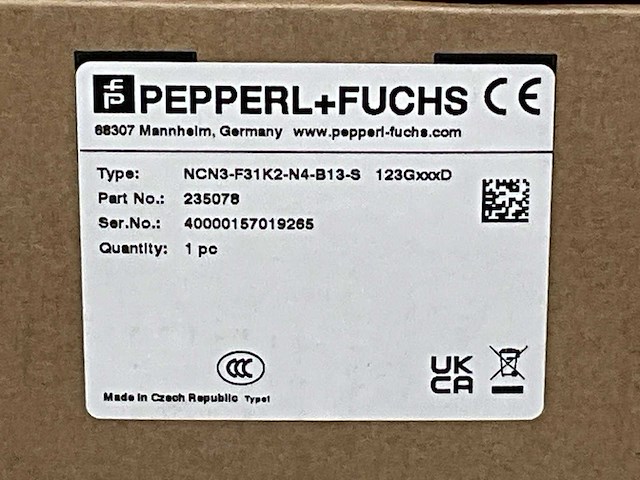 PEPPERL+FUCHS CE
68307 Mannheim, Germany www.pepperl-fuchs.com
Type: NCN3-F31K2-N4-B13-S 123GxxxD
Part No.: 235078
Ser.No.: 40000157019265
Quantity: 1 pc
CCC
UK
CA
Made in Czech Republic Type1